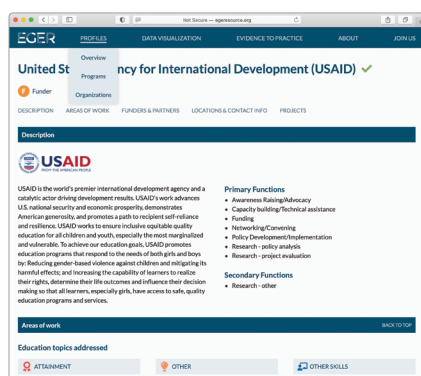 Not Secure — egeresource.org
EGER PROFILES DATA VISUALIZATION EVIDENCE TO PRACTICE ABOUT JOIN US
Overview
Programs
Organizations
United St ncy for International Development (USAID)
F Funder
DESCRIPTION AREAS OF WORK FUNDERS & PARTNERS LOCATIONS & CONTACT INFO PROJECTS
Description
USAID
FROM THE AMERICAN PEOPLE
USAID is the world's premier international development agency and a
catalytic actor driving development results. USAID's work advances
U.S. national security and economic prosperity, demonstrates
American generosity, and promotes a path to recipient self-reliance
and resilience. USAID works to ensure inclusive equitable quality
education for all children and youth, especially the most marginalized
and vulnerable. To achieve our education goals, USAID promotes
education programs that respond to the needs of both girls and boys
by: Reducing gender-based violence against children and mitigating its
harmful effects; and Increasing the capability of learners to realize
their rights, determine their life outcomes and influence their decision
making so that all learners, especially girls, have access to safe, quality
education programs and services.
Primary Functions
• Awareness Raising/Advocacy
• Capacity building/Technical assistance
• Funding
• Networking/Convening
• Policy Development/Implementation
• Research - policy analysis
• Research - project evaluation
Secondary Functions
• Research - other
Areas of work BACK TO TOP
Education topics addressed
ATTAINMENT OTHER OTHER SKILLS